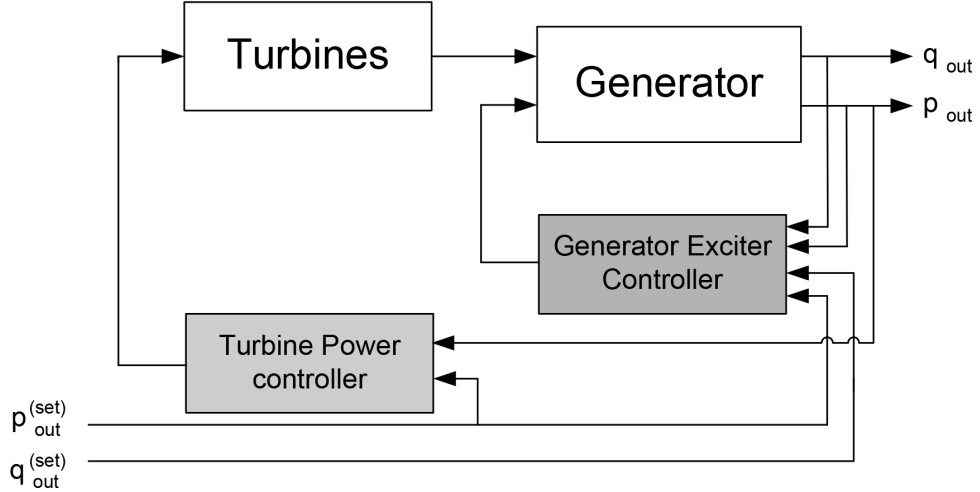 Turbines
Generator
q out
p out
Generator Exciter
Controller
Turbine Power
controller
p (set) out
q (set) out